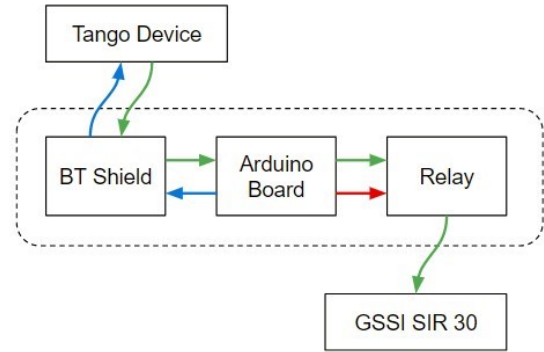 Tango Device
BT Shield
Arduino
Board
Relay
GSSI SIR 30